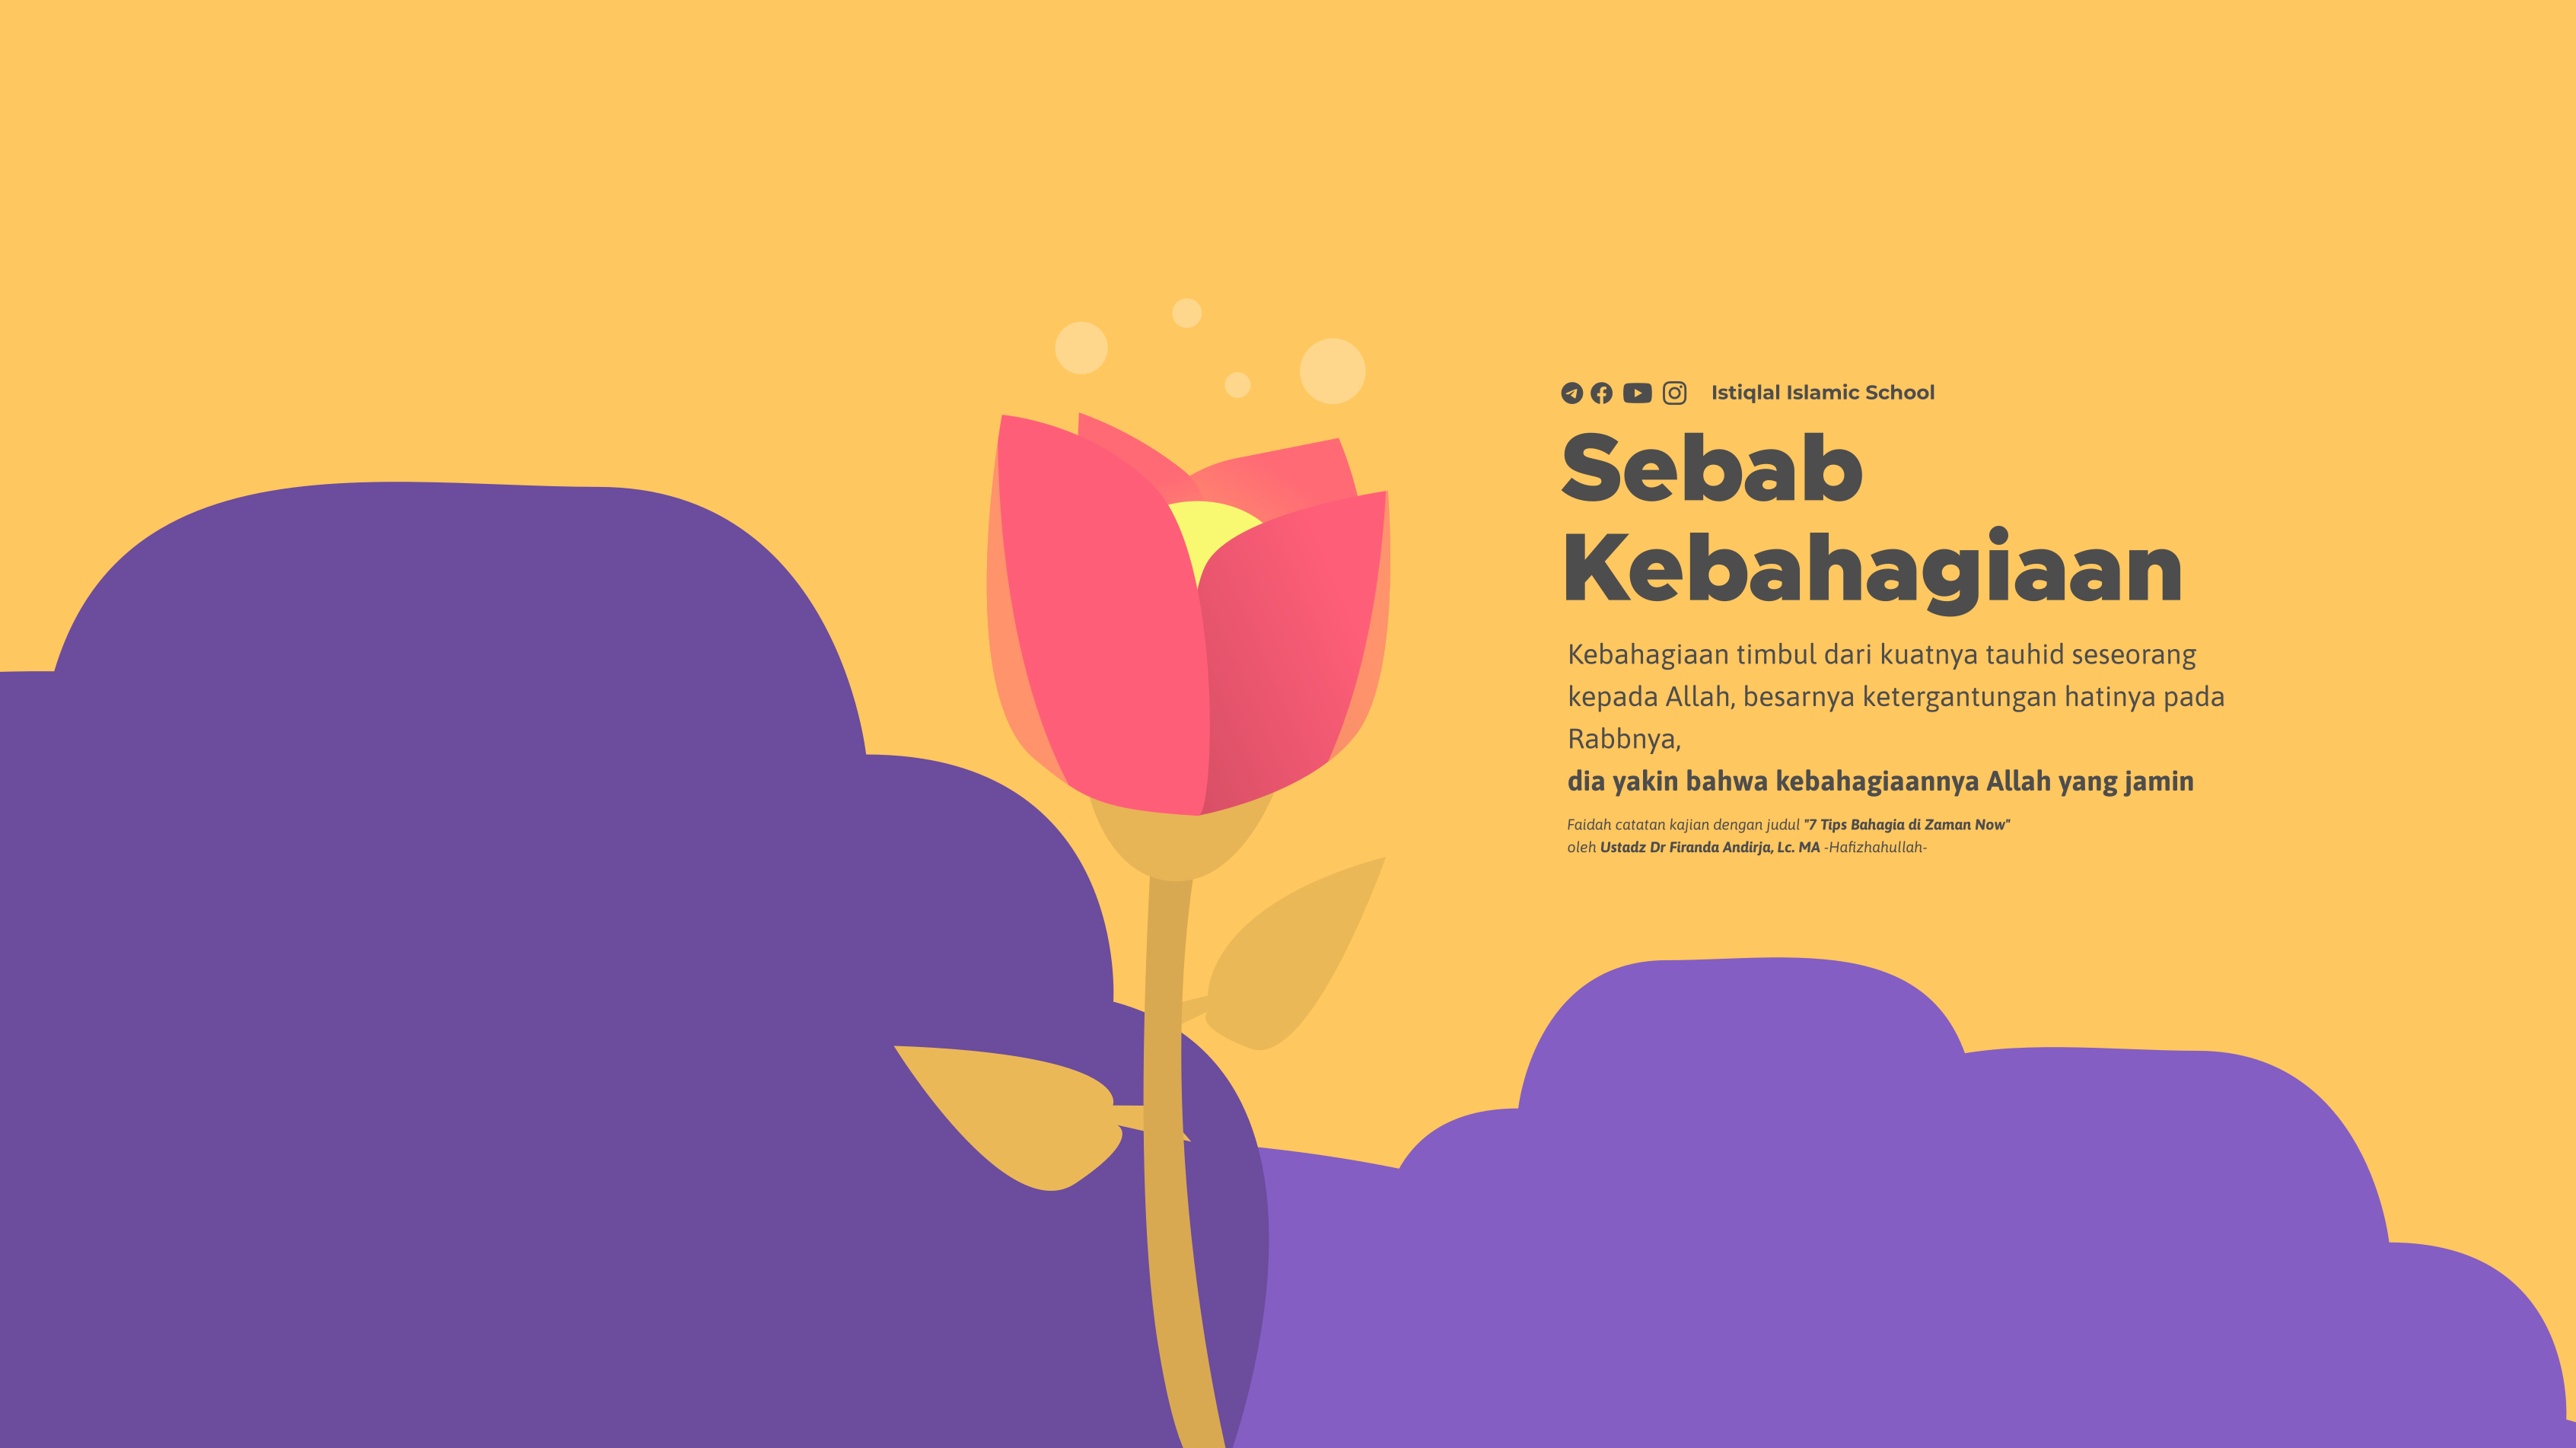 Istiqlal Islamic School
Sebab
Kebahagiaan
Kebahagiaan timbul dari kuatnya tauhid seseorang
kepada Allah, besarnya ketergantungan hatinya pada
Rabbnya,
dia yakin bahwa kebahagiaannya Allah yang jamin
Faidah catatan kajian dengan judul "7 Tips Bahagia di Zaman Now"
oleh Ustadz Dr Firanda Andirja, Lc. MA -Hafizhahullah-